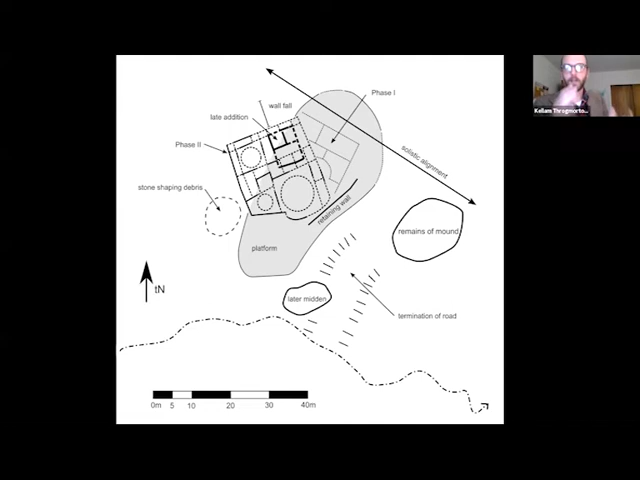 Phase I
wall fall
late addition
Phase II
solistic alignment
stone shaping debris
retaining wall
remains of mound
platform
tN
later midden
termination of road
0m 5 10 20 30 40m